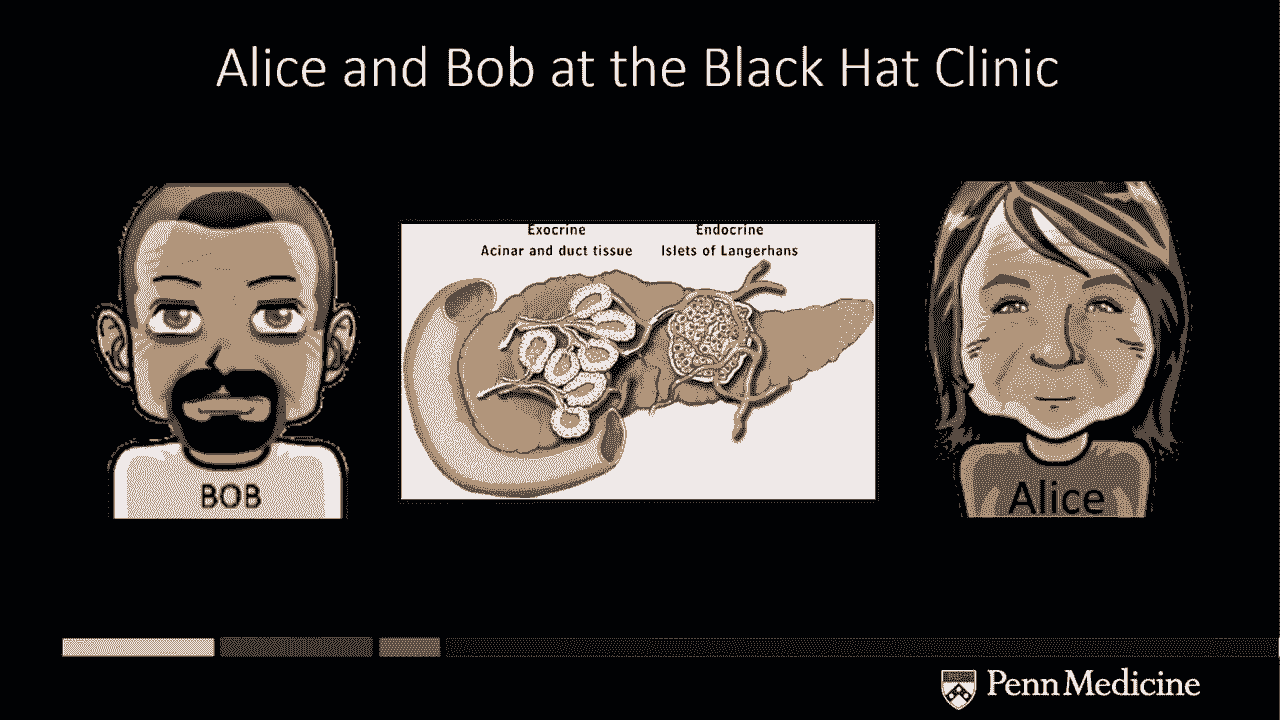 Alice and Bob at the Black Hat Clinic
Exocrine
Acinar and duct tissue
Endocrine
Islets of Langerhans
BOB
Alice
Penn Medicine